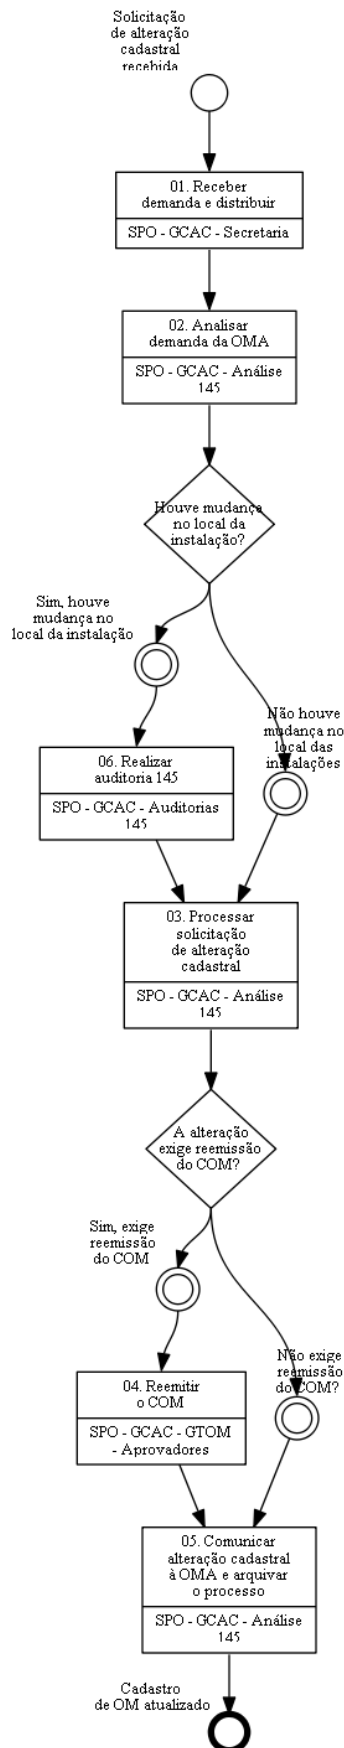 Solicitação
de alteração
cadastral
recebida
01. Receber
demanda e distribuir
SPO - GCAC - Secretaria
02. Analisar
demanda da OMA
SPO - GCAC - Análise
145
Houve mudança
no local da
instalação?
Sim, houve
mudança no
local da instalação
Não houve
mudança no
local das
instalações
06. Realizar
auditoria 145
SPO - GCAC - Auditorias
145
03. Processar
solicitação
de alteração
cadastral
SPO - GCAC - Análise
145
A alteração
exige reemissão
do COM?
Sim, exige
reemissão
do COM
Não exige
reemissão
do COM?
04. Reemitir
o COM
SPO - GCAC - GTOM
- Aprovadores
05. Comunicar
alteração cadastral
à OMA e arquivar
o processo
SPO - GCAC - Análise
145
Cadastro
de OM atualizado